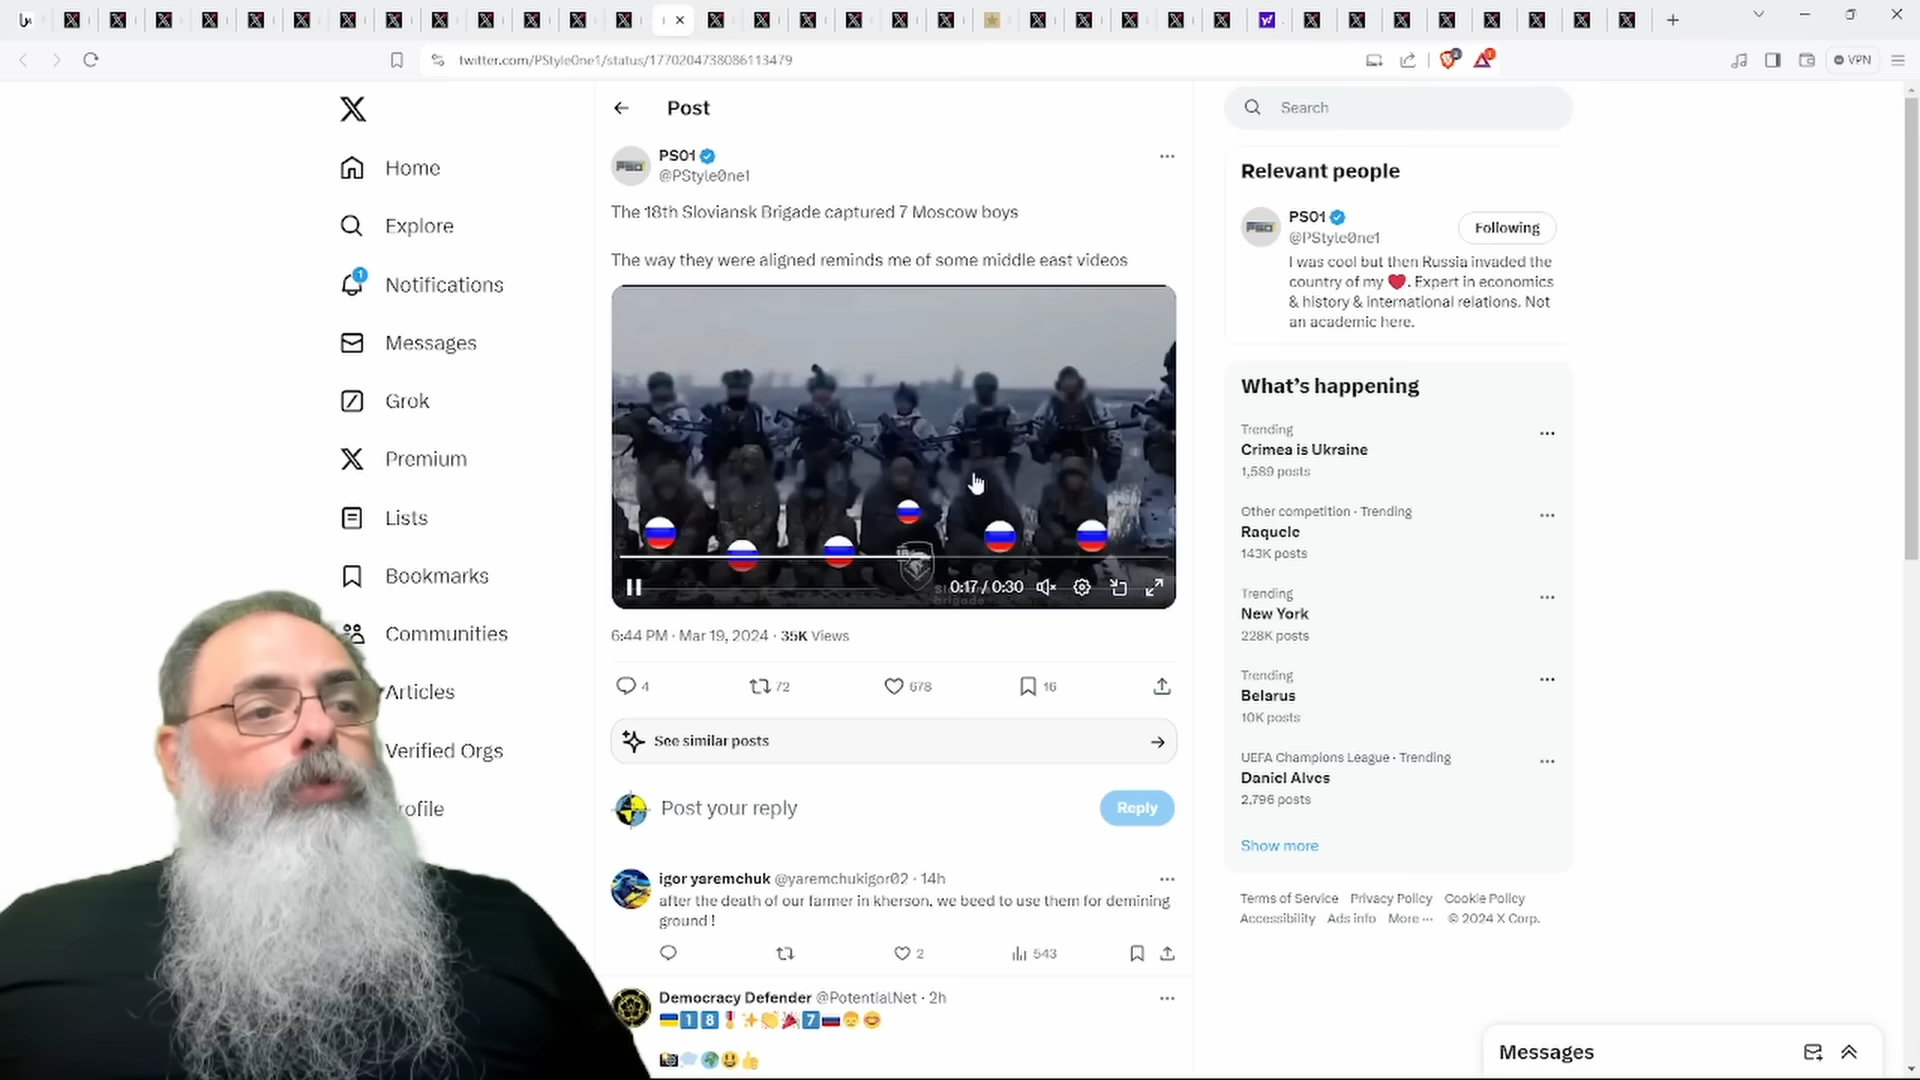 twitter.com/PStyle0ne1/status/1770204738086113479
VPN
Home
Explore
1
Notifications
Messages
Grok
Premium
Lists
Bookmarks
Communities
Articles
Verified Orgs
rofile
Post
PS01
@PStyle0ne1
The 18th Sloviansk Brigade captured 7 Moscow boys
The way they were aligned reminds me of some middle east videos
0:17 / 0:30
6:44 PM · Mar 19, 2024 · 35K Views
4
72
678
16
See similar posts
Post your reply
Reply
igor yaremchuk @yaremchukigor02 · 14h
after the death of our farmer in kherson, we beed to use them for demining
ground !
2
543
Democracy Defender @PotentialNet · 2h
Search
Relevant people
PS01
Following
@PStyle0ne1
I was cool but then Russia invaded the
country of my ❤️. Expert in economics
& history & international relations. Not
an academic here.
What's happening
Trending
Crimea is Ukraine
1,589 posts
Other competition · Trending
Raquele
143K posts
Trending
New York
228K posts
Trending
Belarus
10K posts
UEFA Champions League · Trending
Daniel Alves
2,796 posts
Show more
Terms of Service Privacy Policy Cookie Policy
Accessibility Ads info More ··· © 2024 X Corp.
Messages